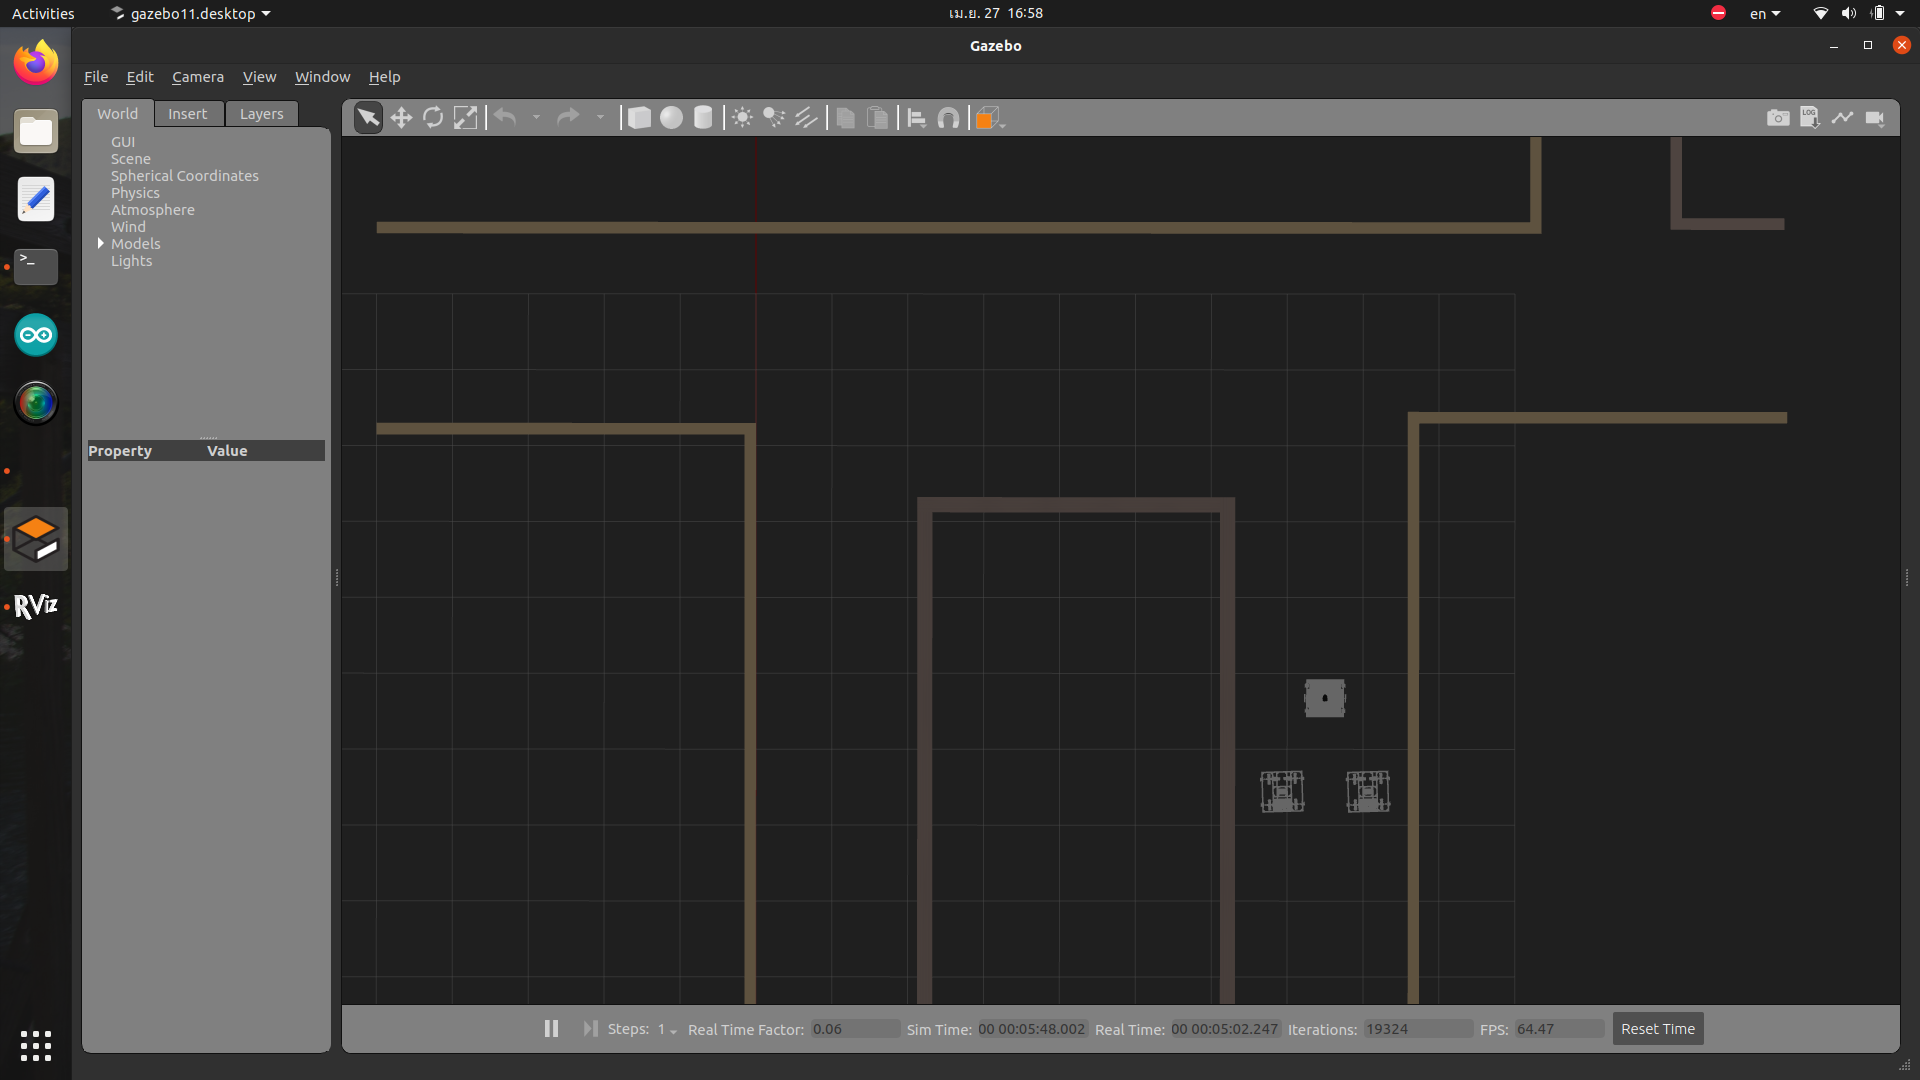 Activities gazebo11.desktop เม.ย. 27 16:58 en
Gazebo
File Edit Camera View Window Help
World Insert Layers
GUI
Scene
Spherical Coordinates
Physics
Atmosphere
Wind
Models
Lights
Property Value
LOG
>_
RViz
Steps: 1 Real Time Factor: 0.06 Sim Time: 00 00:05:48.002 Real Time: 00 00:05:02.247 Iterations: 19324 FPS: 64.47 Reset Time